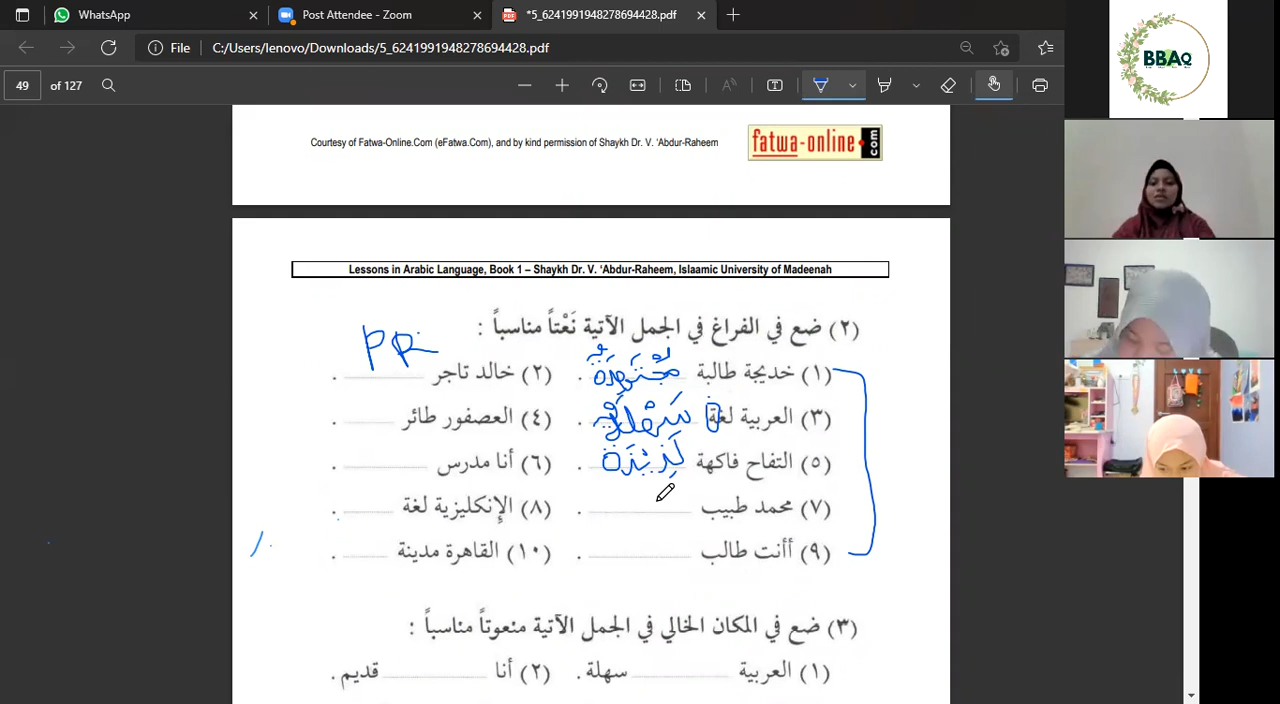 WhatsApp
Post Attendee - Zoom
*5_6241991948278694428.pdf
File C:/Users/lenovo/Downloads/5_6241991948278694428.pdf
49 of 127
BBAQ
Courtesy of Fatwa-Online.Com (eFatwa.Com), and by kind permission of Shaykh Dr. V. ‘Abdur-Raheem
fatwa-online.com
Lessons in Arabic Language, Book 1 – Shaykh Dr. V. ‘Abdur-Raheem, Islaamic University of Madeenah
(٢) ضع في الفراغ في الجمل الآتية نَعْتاً مناسباً :
PR
(١) خديجة طالبة مُجْتَهِدَةٌ . (٢) خالد تاجر ........ .
(٣) العربية لغة سَهْلَةٌ . (٤) العصفور طائر ........ .
(٥) التفاح فاكهة لَذِيْذَة . (٦) أنا مدرس ........ .
(٧) محمد طبيب ........ . (٨) الإنكليزية لغة ........ .
(٩) أأنت طالب ........ . (١٠) القاهرة مدينة ........ .
(٣) ضع في المكان الخالي في الجمل الآتية منعوتاً مناسباً :
(١) العربية ........ سهلة . (٢) أنا ........ قديم .